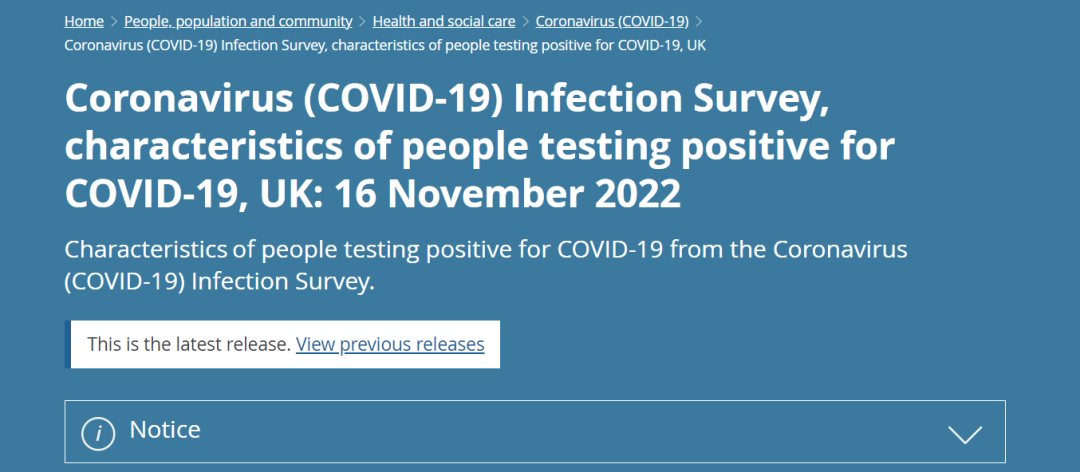 Home > People, population and community > Health and social care > Coronavirus (COVID-19) >
Coronavirus (COVID-19) Infection Survey, characteristics of people testing positive for COVID-19, UK
Coronavirus (COVID-19) Infection Survey,
characteristics of people testing positive for
COVID-19, UK: 16 November 2022
Characteristics of people testing positive for COVID-19 from the Coronavirus
(COVID-19) Infection Survey.
This is the latest release. View previous releases
i Notice